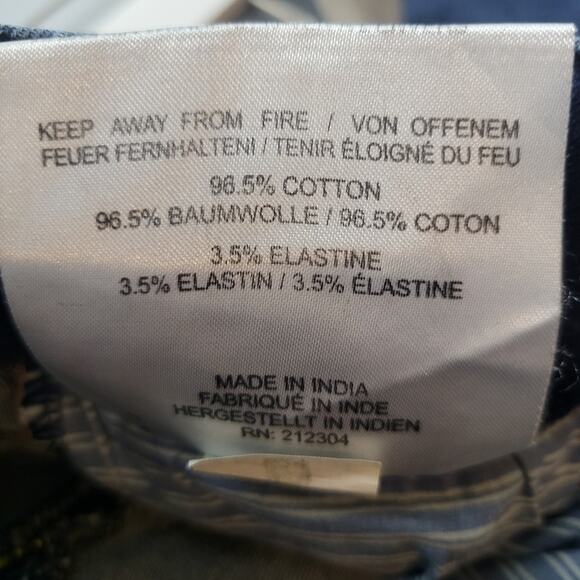 KEEP AWAY FROM FIRE / VON OFFENEM
FEUER FERNHALTENI / TENIR ÉLOIGNÉ DU FEU
96.5% COTTON
96.5% BAUMWOLLE / 96.5% COTON
3.5% ELASTINE
3.5% ELASTIN / 3.5% ÉLASTINE
MADE IN INDIA
FABRIQUÉ IN INDE
HERGESTELLT IN INDIEN
RN: 212304